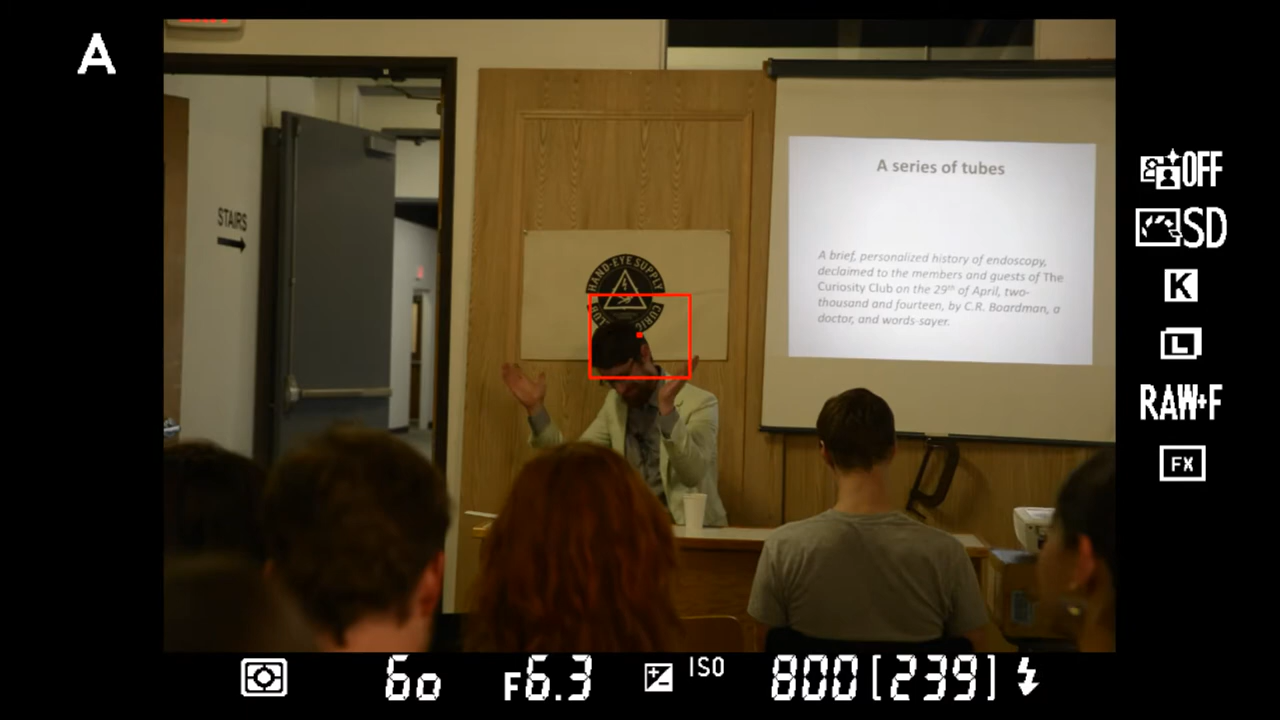 A
STAIRS
A series of tubes
A brief, personalized history of endoscopy,
declaimed to the members and guests of The
Curiosity Club on the 29th of April, two-
thousand and fourteen, by C.R. Boardman, a
doctor, and words-sayer.
HAND-EYE SUPPLY
OFF
SD
K
L
RAW+F
FX
60 F6.3 ISO 800 [239]